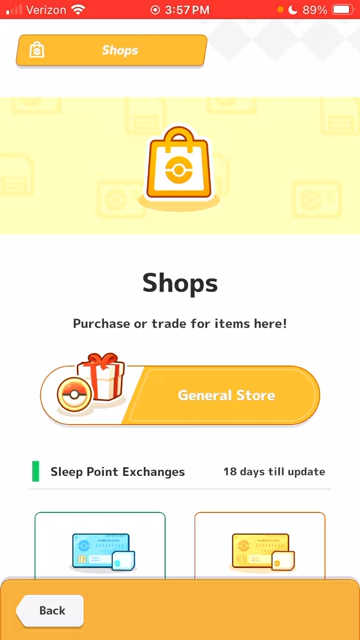 Verizon 3:57 PM 89%
Shops
Shops
Purchase or trade for items here!
General Store
Sleep Point Exchanges 18 days till update
Back